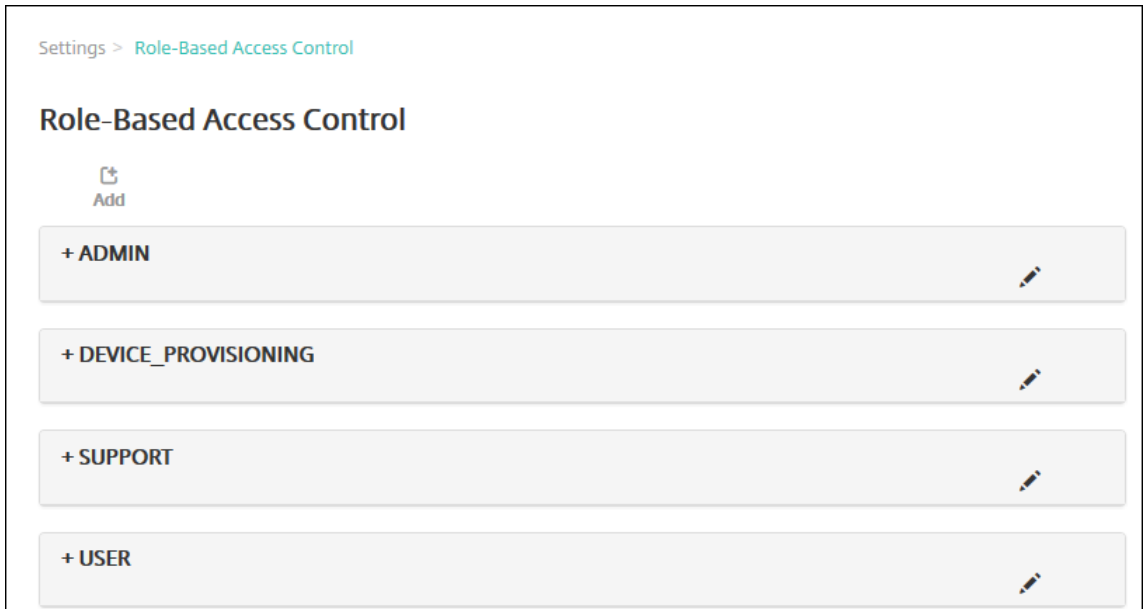 Settings > Role-Based Access Control
Role-Based Access Control
Add
+ ADMIN
+ DEVICE_PROVISIONING
+ SUPPORT
+ USER